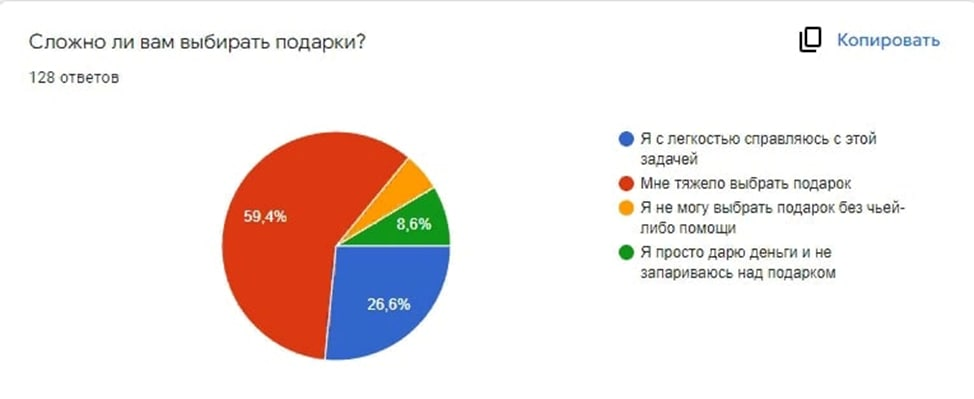 Сложно ли вам выбирать подарки?
Копировать
128 ответов
59,4%
8,6%
26,6%
Я с легкостью справляюсь с этой
задачей
Мне тяжело выбрать подарок
Я не могу выбрать подарок без чьей-
либо помощи
Я просто дарю деньги и не
запариваюсь над подарком